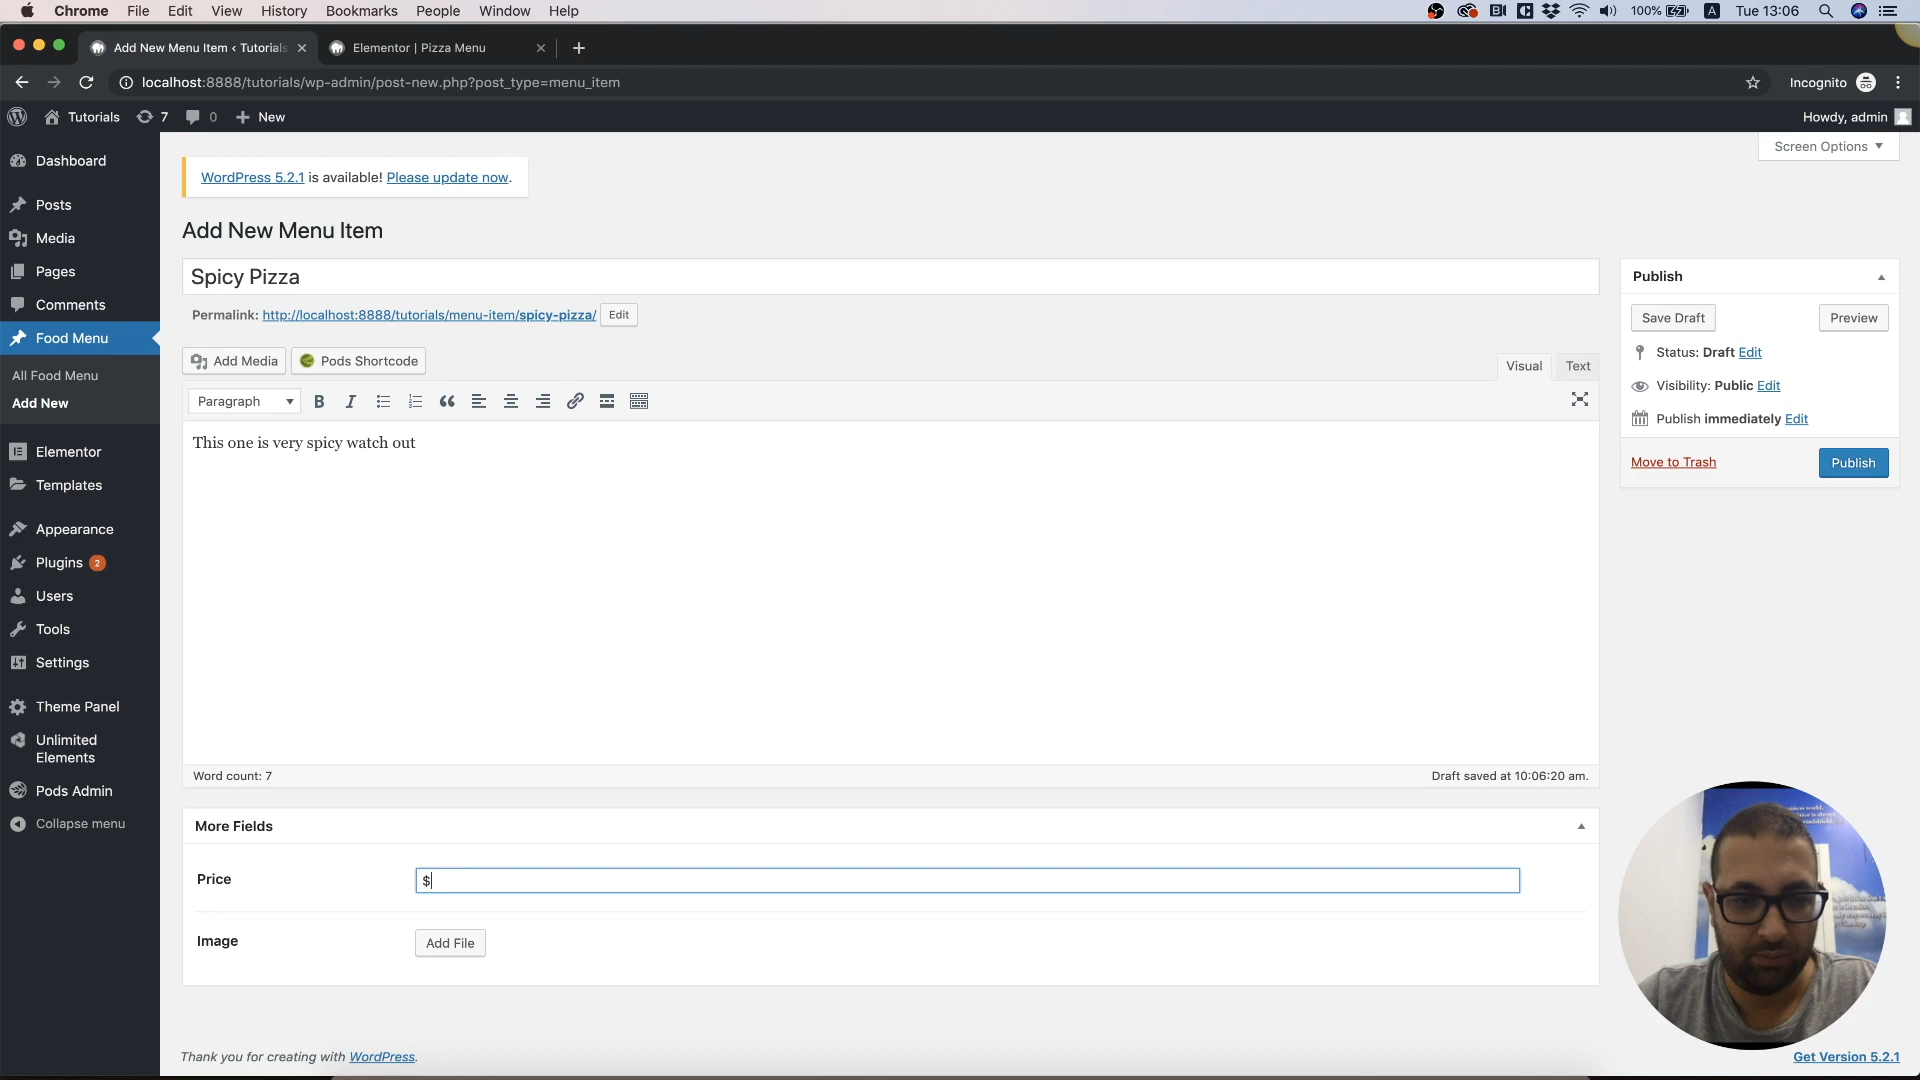 Chrome File Edit View History Bookmarks People Window Help
100% A Tue 13:06
Add New Menu Item ‹ Tutorials
Elementor | Pizza Menu
localhost:8888/tutorials/wp-admin/post-new.php?post_type=menu_item
Incognito
Tutorials 7 0 New
Howdy, admin
Screen Options
Dashboard
Posts
Media
Pages
Comments
Food Menu
All Food Menu
Add New
Elementor
Templates
Appearance
Plugins 2
Users
Tools
Settings
Theme Panel
Unlimited
Elements
Pods Admin
Collapse menu
WordPress 5.2.1 is available! Please update now.
Add New Menu Item
Spicy Pizza
Permalink: http://localhost:8888/tutorials/menu-item/spicy-pizza/ Edit
Add Media Pods Shortcode
Visual Text
Paragraph B I
This one is very spicy watch out
Word count: 7
Draft saved at 10:06:20 am.
More Fields
Price
$
Image
Add File
Publish
Save Draft Preview
Status: Draft Edit
Visibility: Public Edit
Publish immediately Edit
Move to Trash Publish
Thank you for creating with WordPress.
Get Version 5.2.1